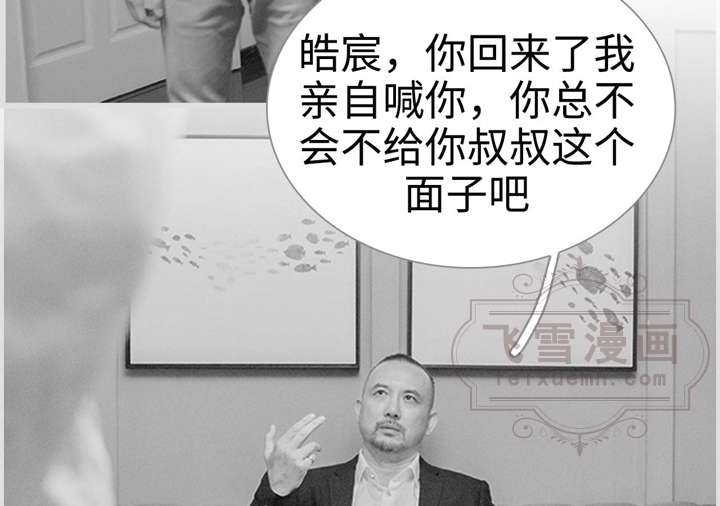 皓宸，你回来了我
亲自喊你，你总不
会不给你叔叔这个
面子吧
飞雪漫画
feixuemh.com